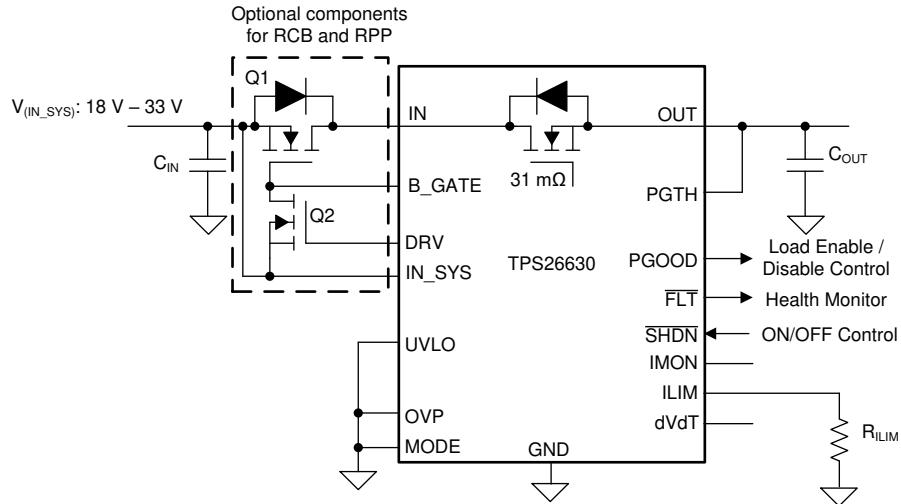 Optional components
for RCB and RPP
Q1
V(IN_SYS): 18 V – 33 V
CIN
IN
OUT
COUT
31 mΩ
B_GATE
PGTH
Q2
DRV
TPS26630
PGOOD
Load Enable /
Disable Control
IN_SYS
FLT
Health Monitor
SHDN
ON/OFF Control
UVLO
IMON
ILIM
OVP
dVdT
RILIM
MODE
GND